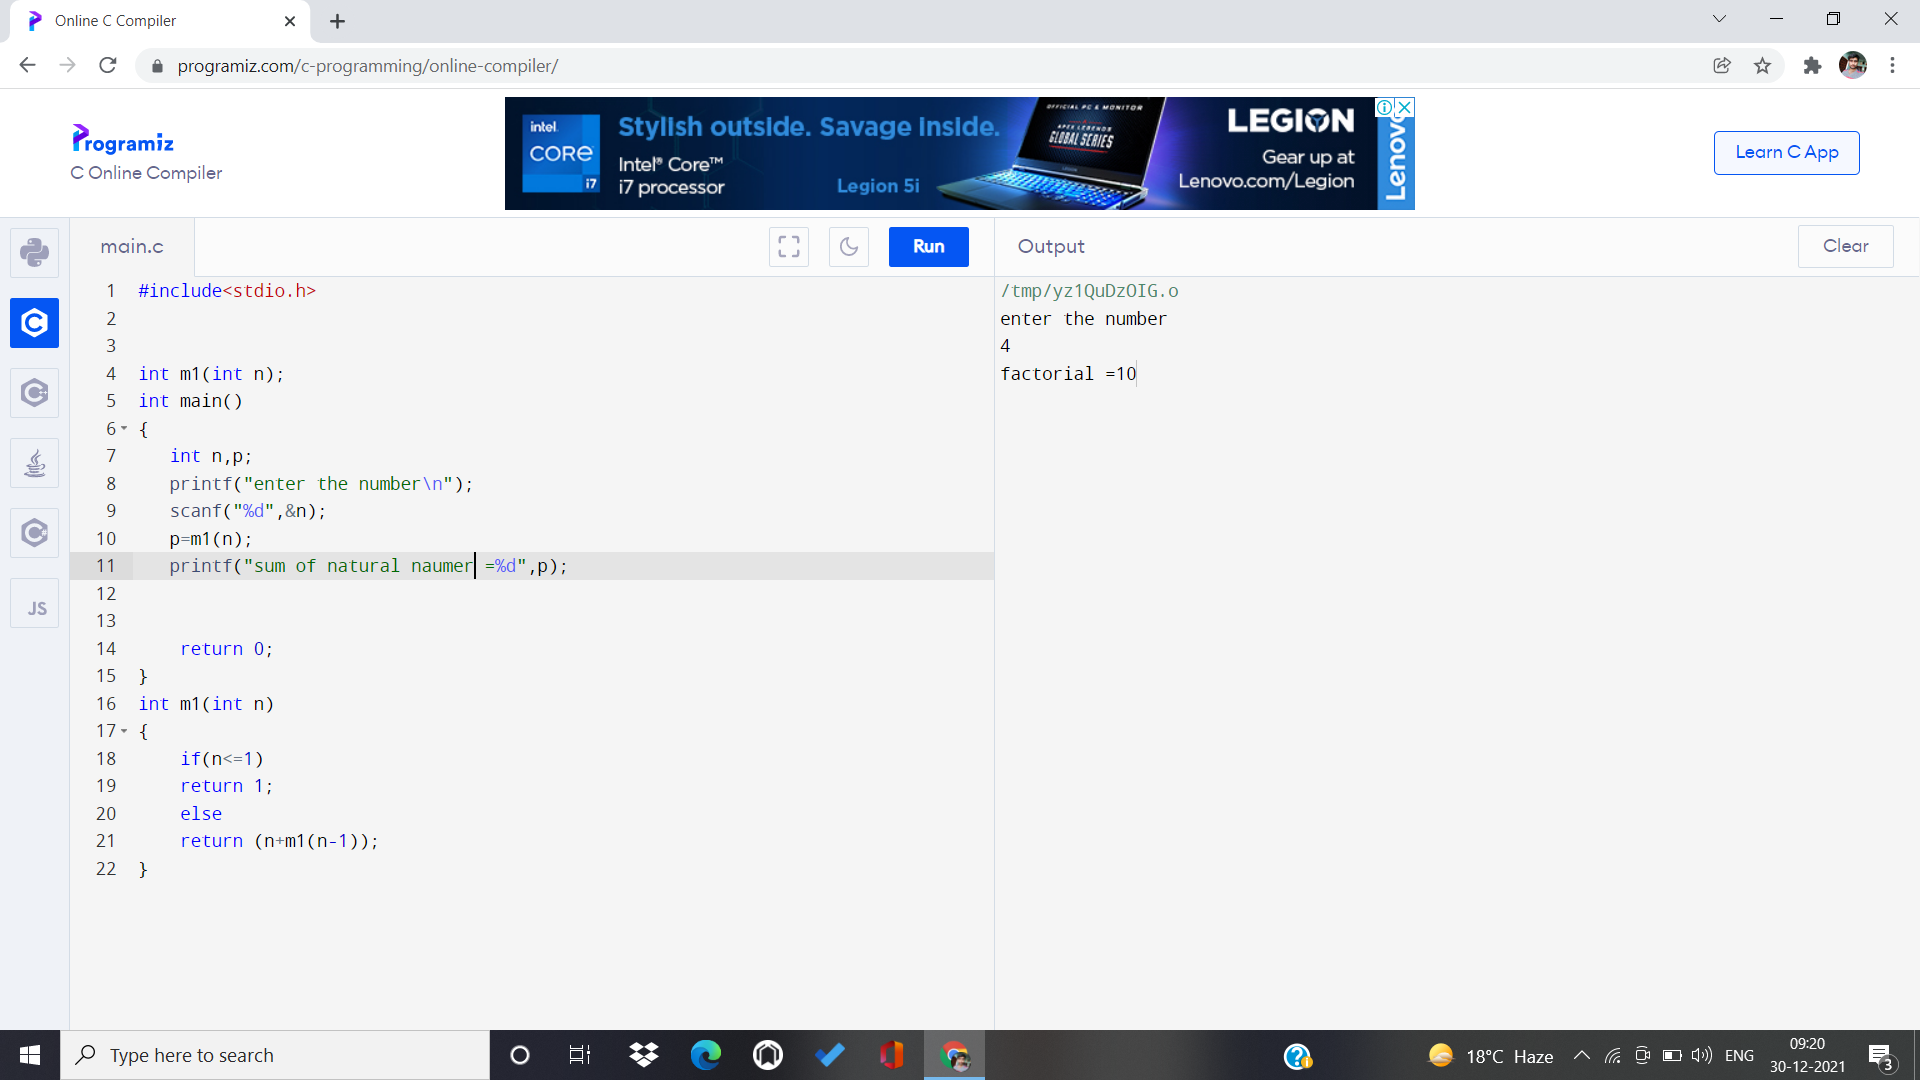 Online C Compiler
programiz.com/c-programming/online-compiler/
Programiz
C Online Compiler
intel.
CORE
i7
Stylish outside. Savage inside.
Intel® Core™
i7 processor
Legion 5i
OFFICIAL PC & MONITOR
APEX LEGENDS
GLOBAL SERIES
LEGION
Gear up at
Lenovo.com/Legion
Lenovo
Learn C App
main.c
Run
Output
Clear
1 #include<stdio.h>
2
3
4 int m1(int n);
5 int main()
6 {
7 int n,p;
8 printf("enter the number\n");
9 scanf("%d",&n);
10 p=m1(n);
11 printf("sum of natural naumer =%d",p);
12
13
14 return 0;
15 }
16 int m1(int n)
17 {
18 if(n<=1)
19 return 1;
20 else
21 return (n+m1(n-1));
22 }
/tmp/yz1QuDzOIG.o
enter the number
4
factorial =10
JS
Type here to search
18°C Haze
ENG
09:20
30-12-2021
3